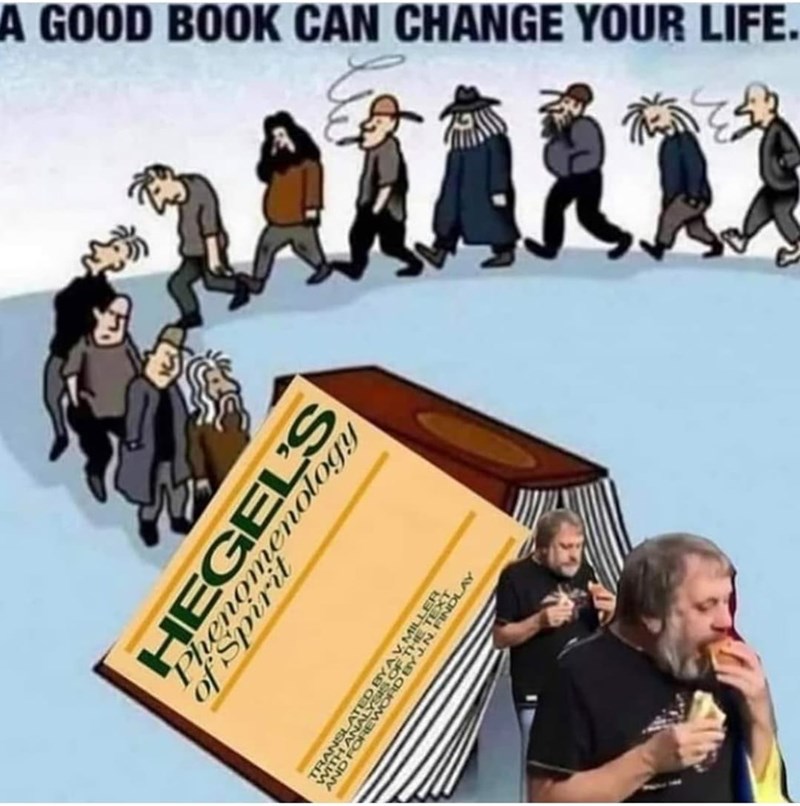 A GOOD BOOK CAN CHANGE YOUR LIFE.
HEGEL'S
Phenomenology
of Spirit
TRANSLATED BY A.V. MILLER
WITH ANALYSIS OF THE TEXT
AND FOREWORD BY J. N. FINDLAY